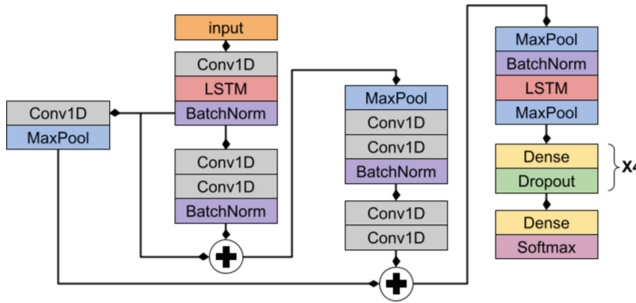 input
Conv1D
LSTM
BatchNorm
Conv1D
MaxPool
Conv1D
Conv1D
BatchNorm
MaxPool
Conv1D
Conv1D
BatchNorm
Conv1D
Conv1D
MaxPool
BatchNorm
LSTM
MaxPool
Dense
Dropout
X4
Dense
Softmax